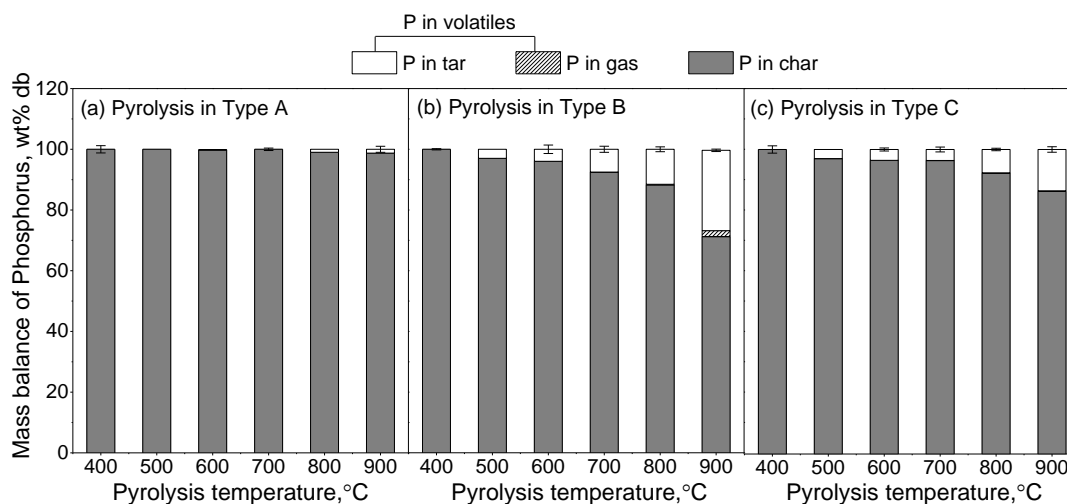 P in volatiles
P in tar P in gas P in char
Mass balance of Phosphorus, wt% db
120
100
80
60
40
20
0
(a) Pyrolysis in Type A
(b) Pyrolysis in Type B
(c) Pyrolysis in Type C
400 500 600 700 800 900
400 500 600 700 800 900
400 500 600 700 800 900
Pyrolysis temperature,°C
Pyrolysis temperature,°C
Pyrolysis temperature,°C